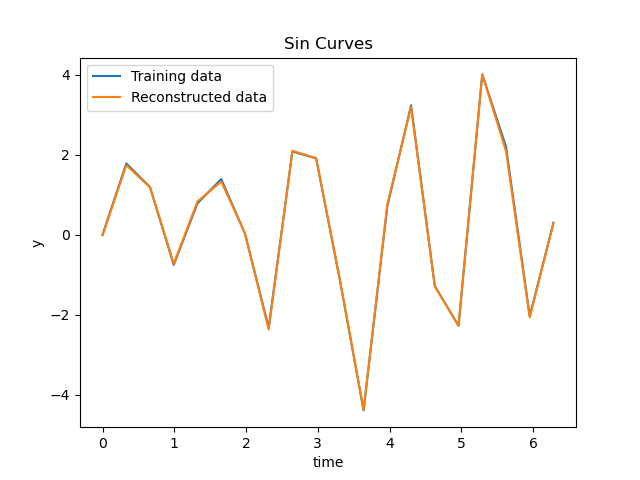 Sin Curves
Training data
Reconstructed data
4
2
0
−2
−4
y
0 1 2 3 4 5 6
time